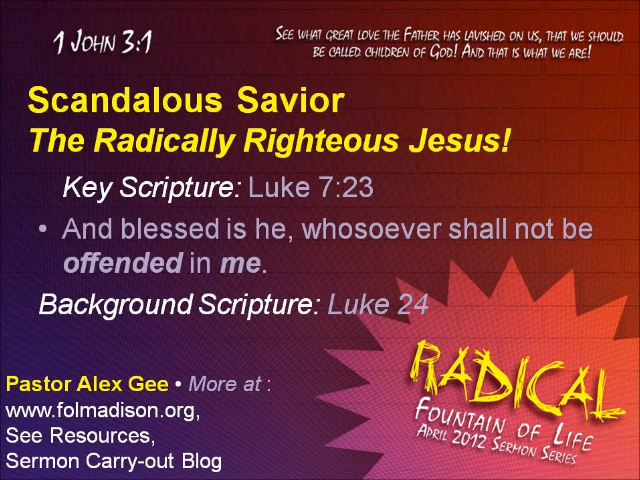 1 John 3:1
See what great love the Father has lavished on us, that we should
be called children of God! And that is what we are!
Scandalous Savior
The Radically Righteous Jesus!
Key Scripture: Luke 7:23
• And blessed is he, whosoever shall not be
offended in me.
Background Scripture: Luke 24
RADICAL
Fountain of Life
April 2012 Sermon Series
Pastor Alex Gee • More at :
www.folmadison.org,
See Resources,
Sermon Carry-out Blog